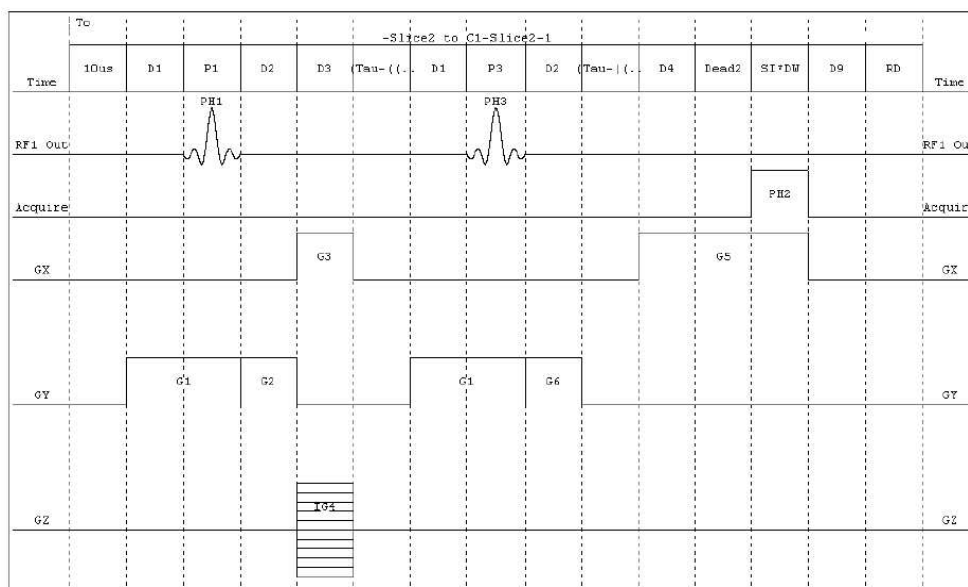 To
-Slice2 to C1-Slice2-1
Time 10us D1 P1 D2 D3 (Tau-((.. D1 P3 D2 (Tau-|(.. D4 Dead2 SI*DW D9 RD Time
PH1 PH3
RF1 Out RF1 Ou
Acquire PH2 Acquir
GX G3 G5 GX
GY G1 G2 G1 G6 GY
GZ IG4 GZ